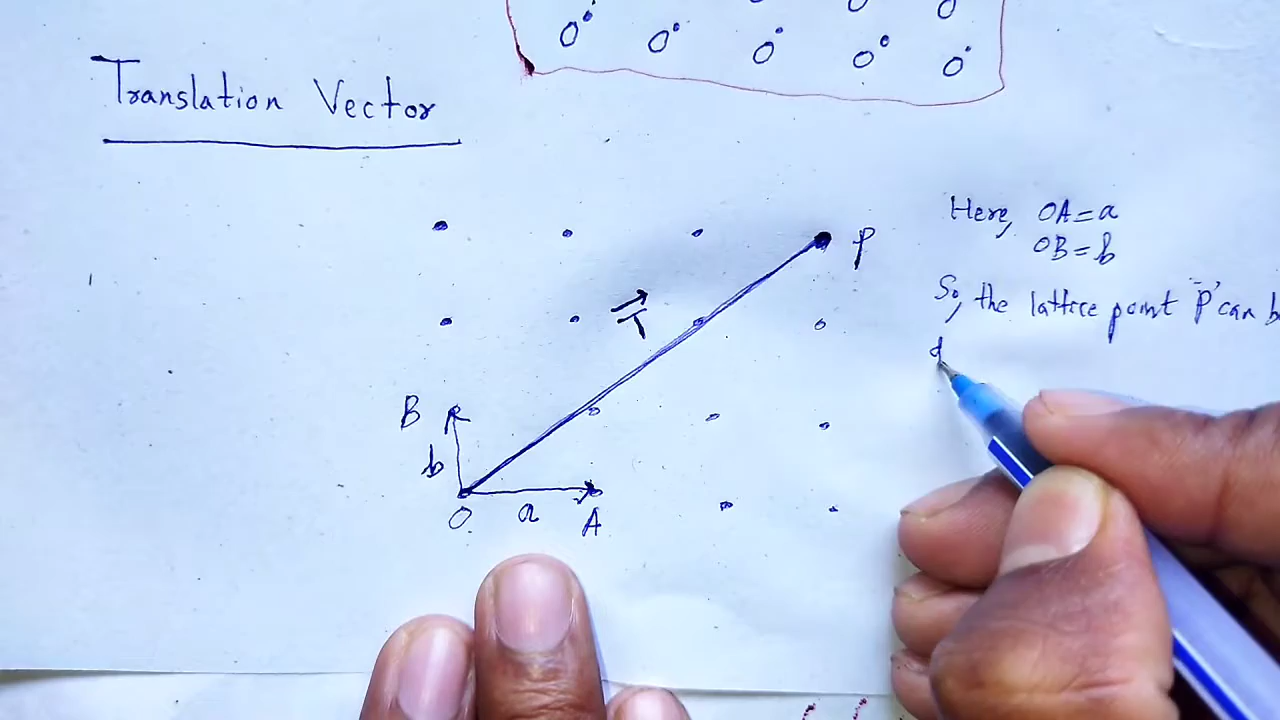 Translation Vector
Here, OA = a
OB = b
So, the lattice point 'P' can b
d
P
T
B
b
O a A